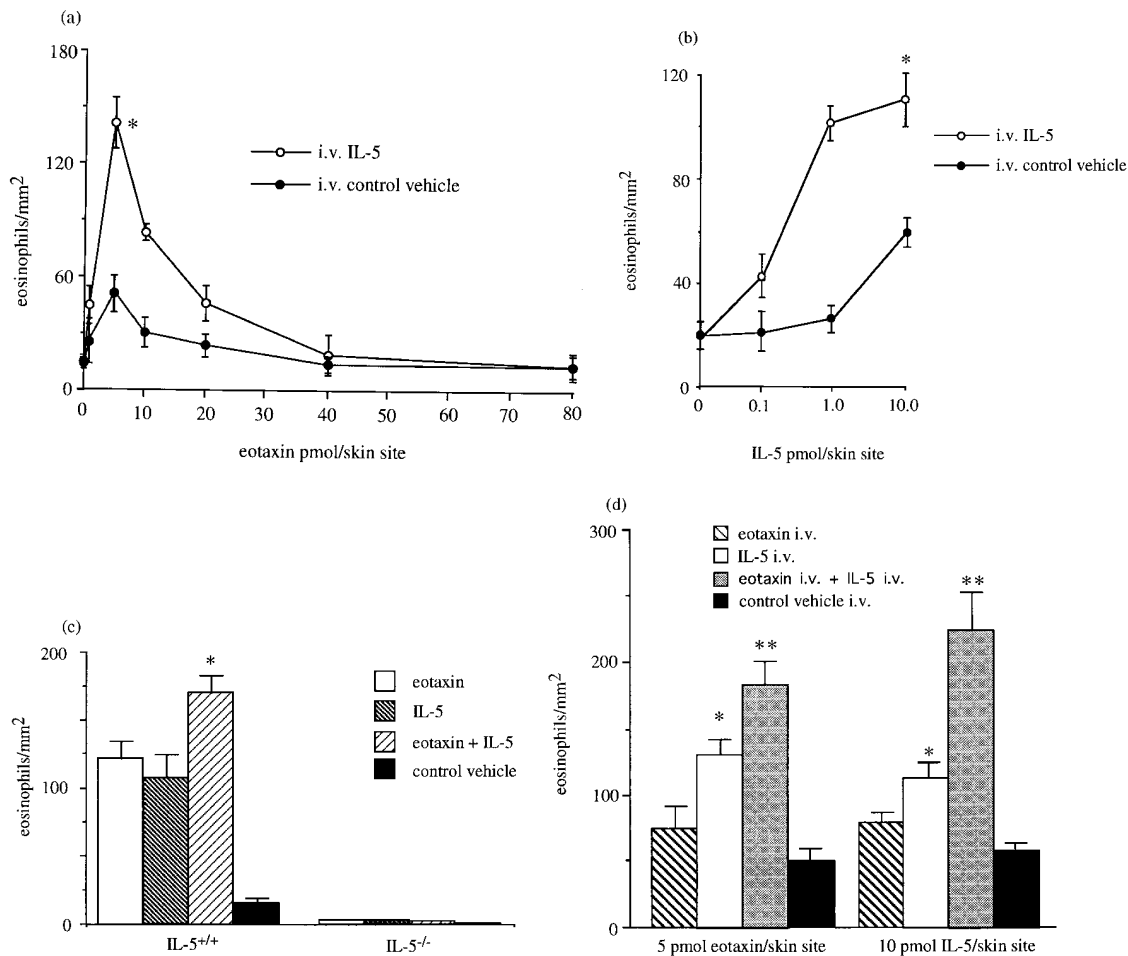 (a)
180
120
60
0
eosinophils/mm²
*
i.v. IL-5
i.v. control vehicle
0 10 20 30 40 50 60 70 80
eotaxin pmol/skin site
(b)
120
80
40
0
eosinophils/mm²
*
i.v. IL-5
i.v. control vehicle
0 0.1 1.0 10.0
IL-5 pmol/skin site
(c)
200
100
0
eosinophils/mm²
*
eotaxin
IL-5
eotaxin + IL-5
control vehicle
IL-5+/+ IL-5-/-
(d)
300
200
100
0
eosinophils/mm²
eotaxin i.v.
IL-5 i.v.
eotaxin i.v. + IL-5 i.v.
control vehicle i.v.
* ** * **
5 pmol eotaxin/skin site 10 pmol IL-5/skin site